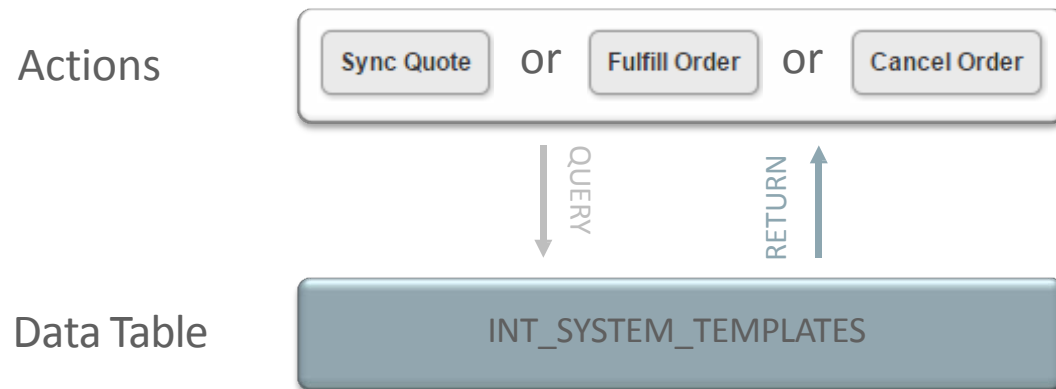 Actions
Sync Quote or Fulfill Order or Cancel Order
QUERY
RETURN
Data Table
INT_SYSTEM_TEMPLATES